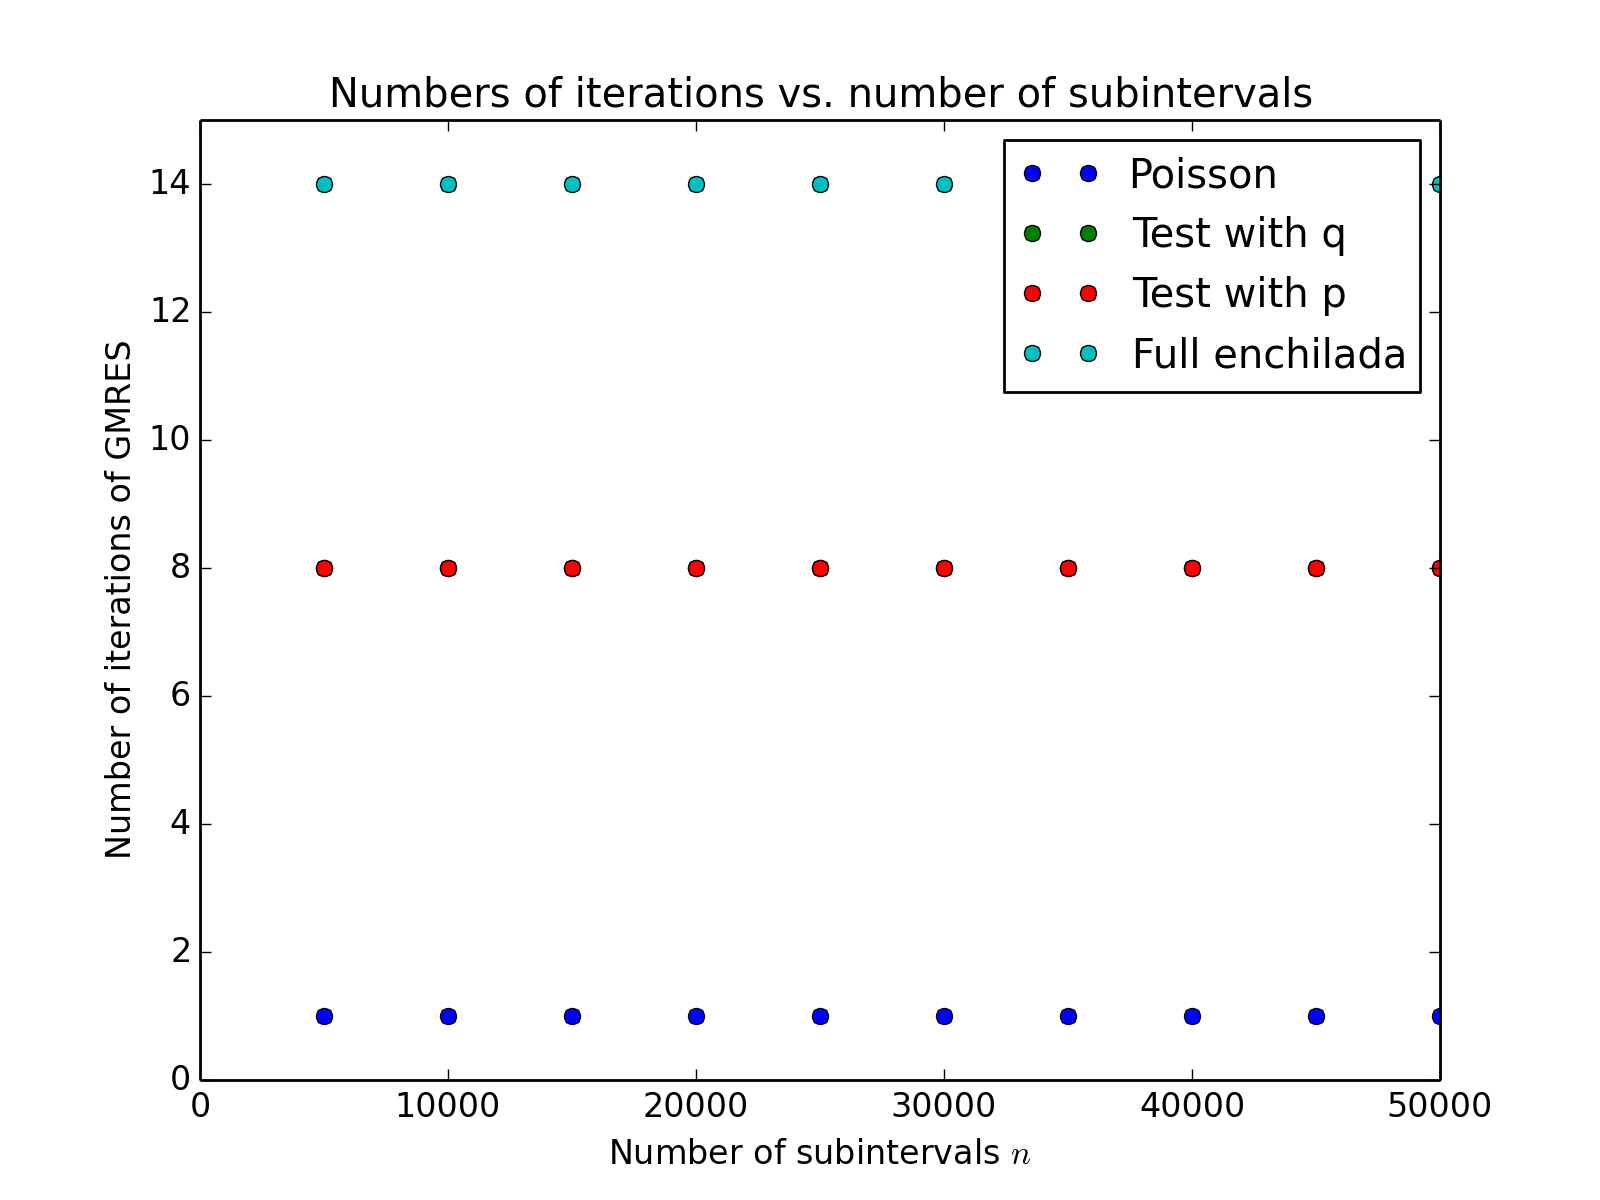 Numbers of iterations vs. number of subintervals
Poisson
Test with q
Test with p
Full enchilada
14
12
10
8
6
4
2
0
Number of iterations of GMRES
0 10000 20000 30000 40000 50000
Number of subintervals n